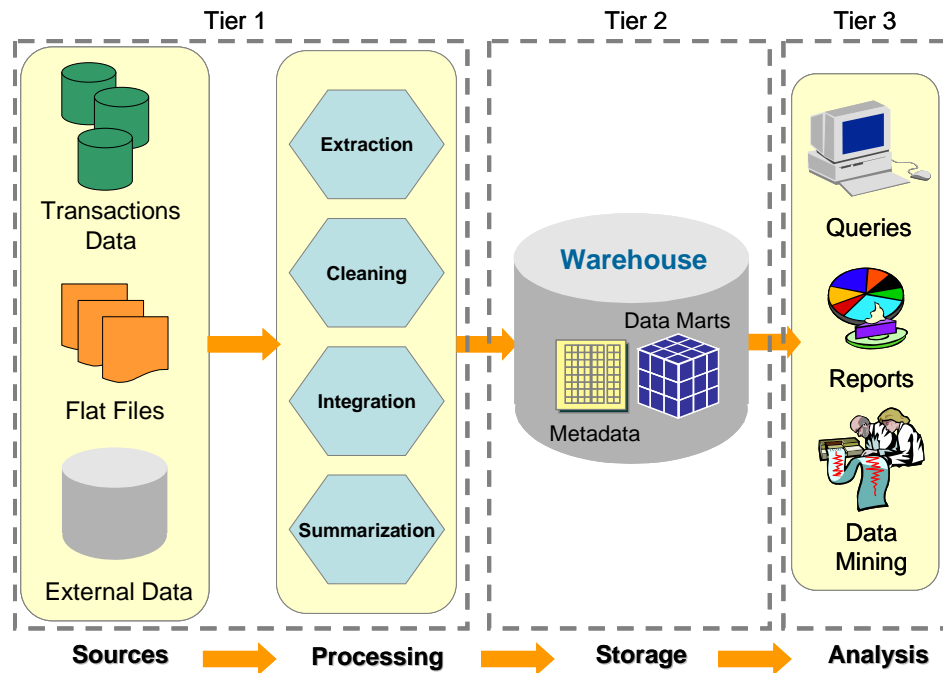 Tier 1
Tier 2
Tier 3
Transactions
Data
Flat Files
External Data
Extraction
Cleaning
Integration
Summarization
Warehouse
Data Marts
Metadata
Queries
Reports
Data
Mining
Sources
Processing
Storage
Analysis